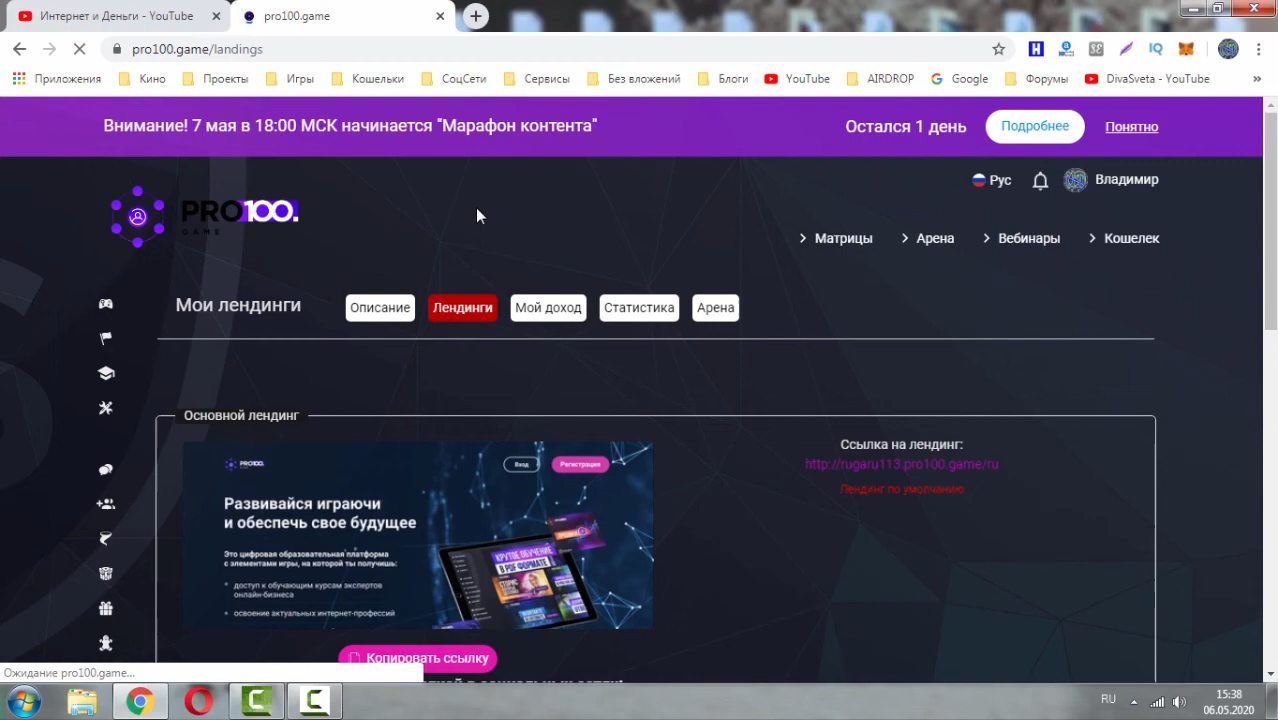 Интернет и Деньги - YouTube
pro100.game
pro100.game/landings
Приложения
Кино
Проекты
Игры
Кошельки
СоцСети
Сервисы
Без вложений
Блоги
YouTube
AIRDROP
Google
Форумы
DivaSveta - YouTube
»
Внимание! 7 мая в 18:00 МСК начинается "Марафон контента"
Остался 1 день
Подробнее
Понятно
PRO100.
GAME
Рус
Владимир
Матрицы
Арена
Вебинары
Кошелек
Мои лендинги
Описание
Лендинги
Мой доход
Статистика
Арена
Основной лендинг
PRO100.
Вход
Регистрация
Развивайся играючи
и обеспечь свое будущее
Это цифровая образовательная платформа
с элементами игры, на которой ты получишь:
доступ к обучающим курсам экспертов
онлайн-бизнеса
освоение актуальных интернет-профессий
КРУТОЕ ОБУЧЕНИЕ
В PDF ФОРМАТЕ
Ссылка на лендинг:
http://rugaru113.pro100.game/ru
Лендинг по умолчанию
Копировать ссылку
Ожидание pro100.game...
RU
15:38
06.05.2020